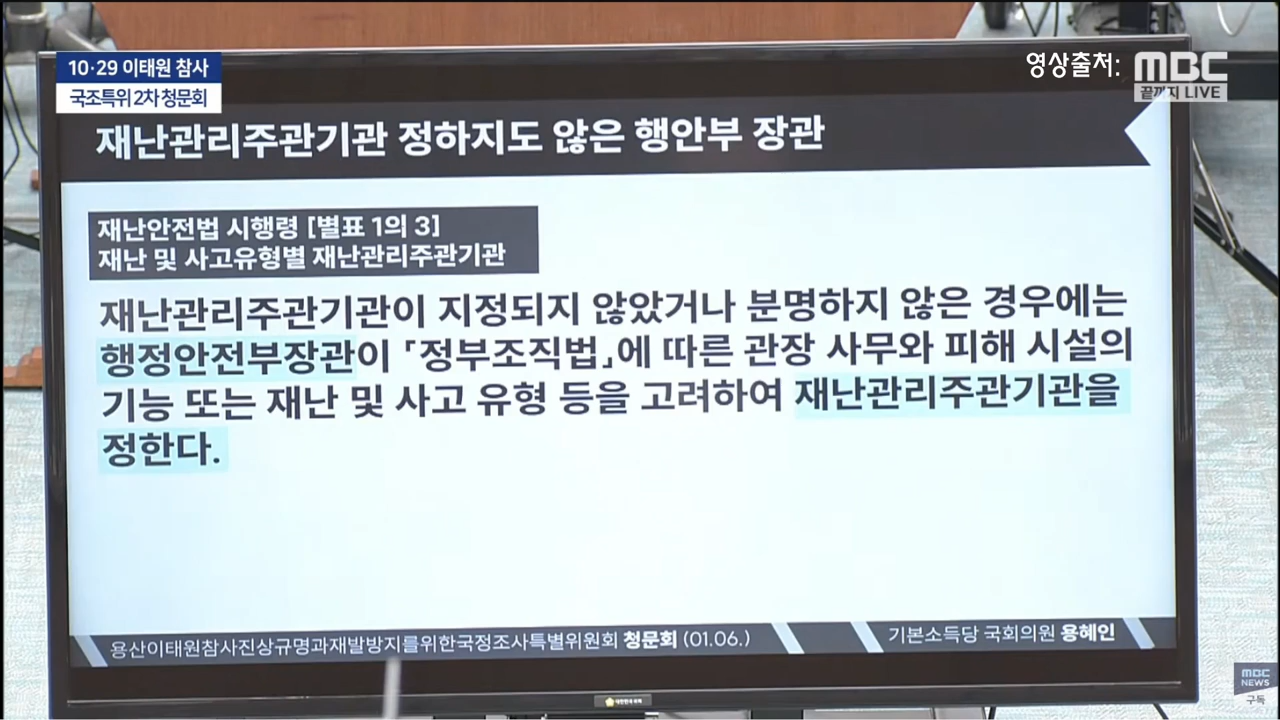 10·29 이태원 참사
국조특위 2차 청문회
영상출처: MBC
끝까지 LIVE
재난관리주관기관 정하지도 않은 행안부 장관
재난안전법 시행령 [별표 1의 3]
재난 및 사고유형별 재난관리주관기관
재난관리주관기관이 지정되지 않았거나 분명하지 않은 경우에는
행정안전부장관이 「정부조직법」에 따른 관장 사무와 피해 시설의
기능 또는 재난 및 사고 유형 등을 고려하여 재난관리주관기관을
정한다.
용산이태원참사진상규명과재발방지를위한국정조사특별위원회 청문회 (01.06.)
기본소득당 국회의원 용혜인
대한민국국회
MBC
NEWS
구독